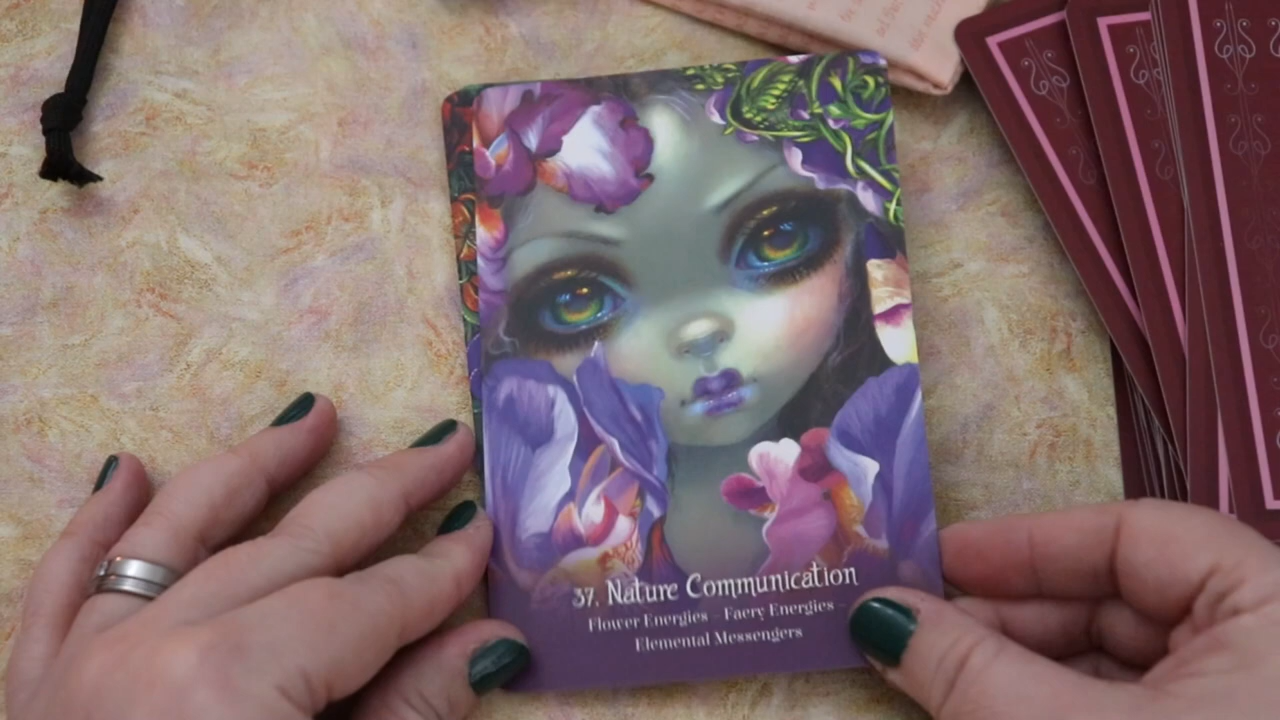 37. Nature Communication
Flower Energies – Faery Energies –
Elemental Messengers